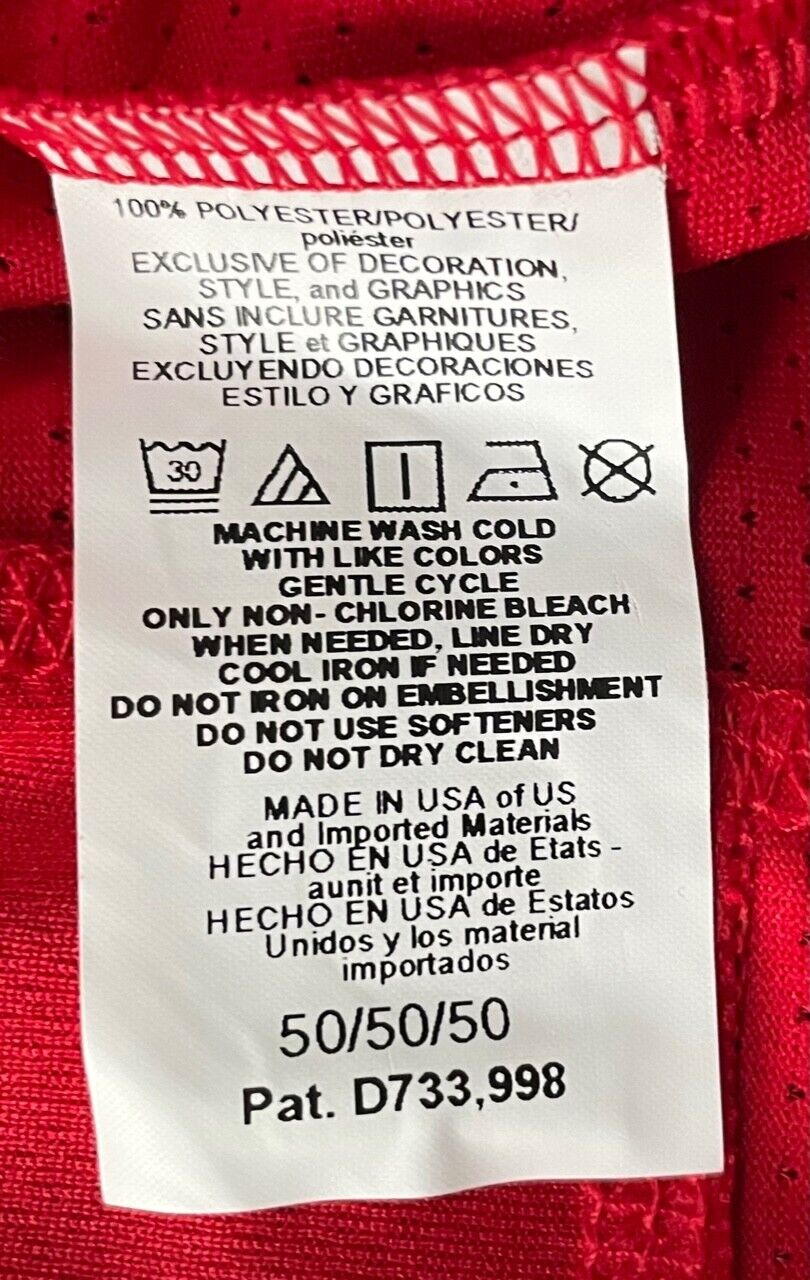 100% POLYESTER/POLYESTER/
poliéster
EXCLUSIVE OF DECORATION,
STYLE, and GRAPHICS
SANS INCLURE GARNITURES,
STYLE et GRAPHIQUES
EXCLUYENDO DECORACIONES
ESTILO Y GRAFICOS
30
MACHINE WASH COLD
WITH LIKE COLORS
GENTLE CYCLE
ONLY NON-CHLORINE BLEACH
WHEN NEEDED, LINE DRY
COOL IRON IF NEEDED
DO NOT IRON ON EMBELLISHMENT
DO NOT USE SOFTENERS
DO NOT DRY CLEAN
MADE IN USA of US
and Imported Materials
HECHO EN USA de Etats -
aunit et importe
HECHO EN USA de Estatos
Unidos y los material
importados
50/50/50
Pat. D733,998